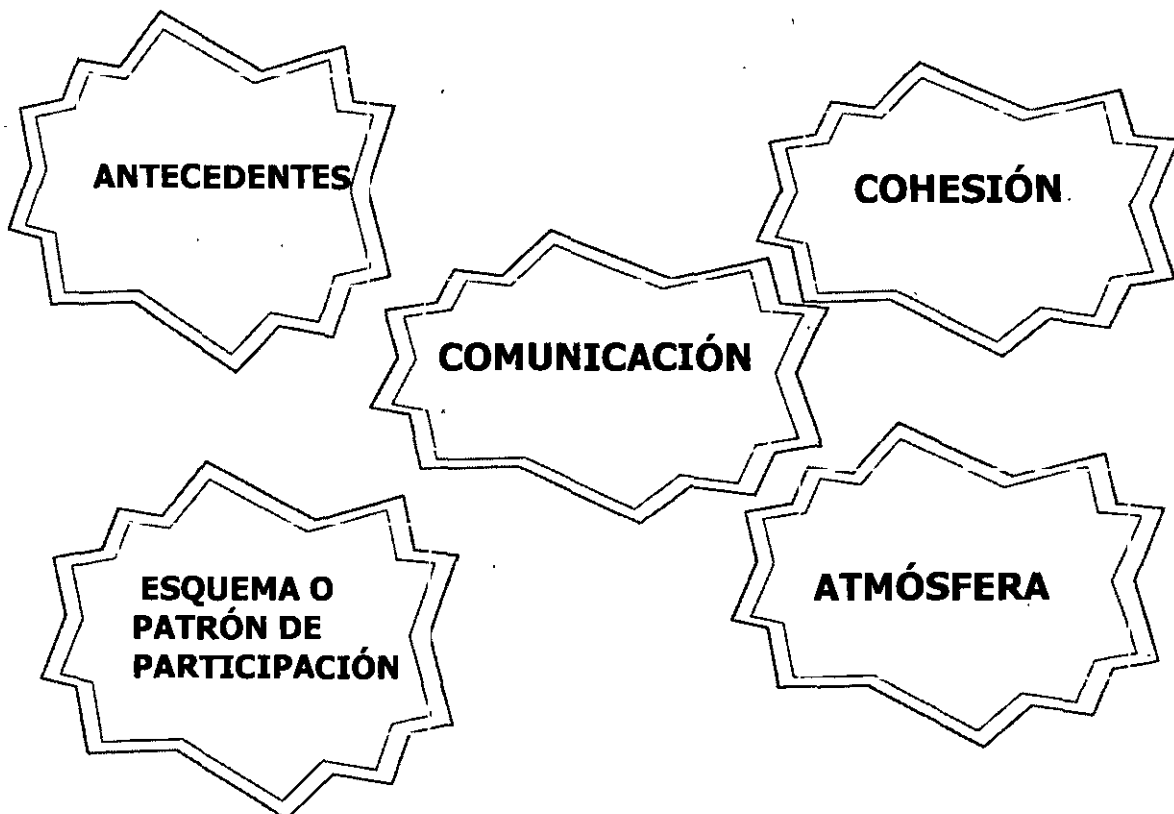 ANTECEDENTES
COHESIÓN
COMUNICACIÓN
ESQUEMA O
PATRÓN DE
PARTICIPACIÓN
ATMÓSFERA